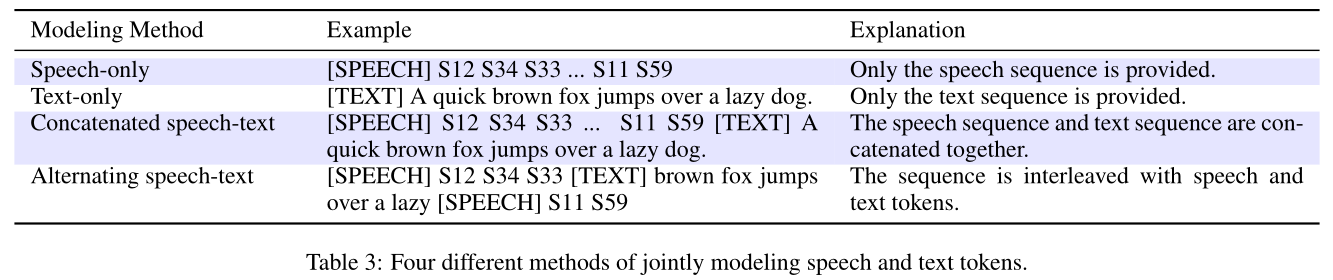 Modeling Method Example Explanation
Speech-only [SPEECH] S12 S34 S33 ... S11 S59 Only the speech sequence is provided.
Text-only [TEXT] A quick brown fox jumps over a lazy dog. Only the text sequence is provided.
Concatenated speech-text [SPEECH] S12 S34 S33 ... S11 S59 [TEXT] A The speech sequence and text sequence are con-
quick brown fox jumps over a lazy dog. catenated together.
Alternating speech-text [SPEECH] S12 S34 S33 [TEXT] brown fox jumps The sequence is interleaved with speech and
over a lazy [SPEECH] S11 S59 text tokens.
Table 3: Four different methods of jointly modeling speech and text tokens.